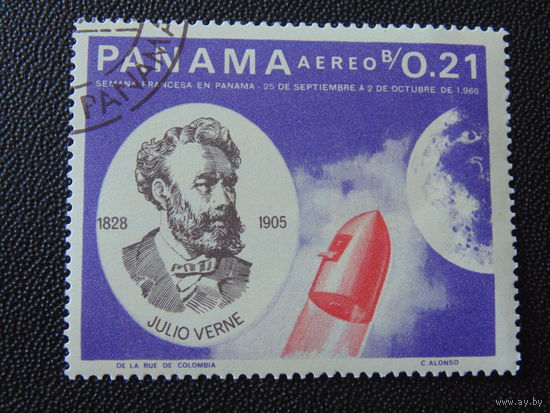 PANAMA AEREO B/0.21
SEMANA FRANCESA EN PANAMA - 25 DE SEPTIEMBRE A 2 DE OCTUBRE DE 1.966
PANAMA
1828 1905
JULIO VERNE
DE LA RUE DE COLOMBIA C. ALONSO
www.ay.by